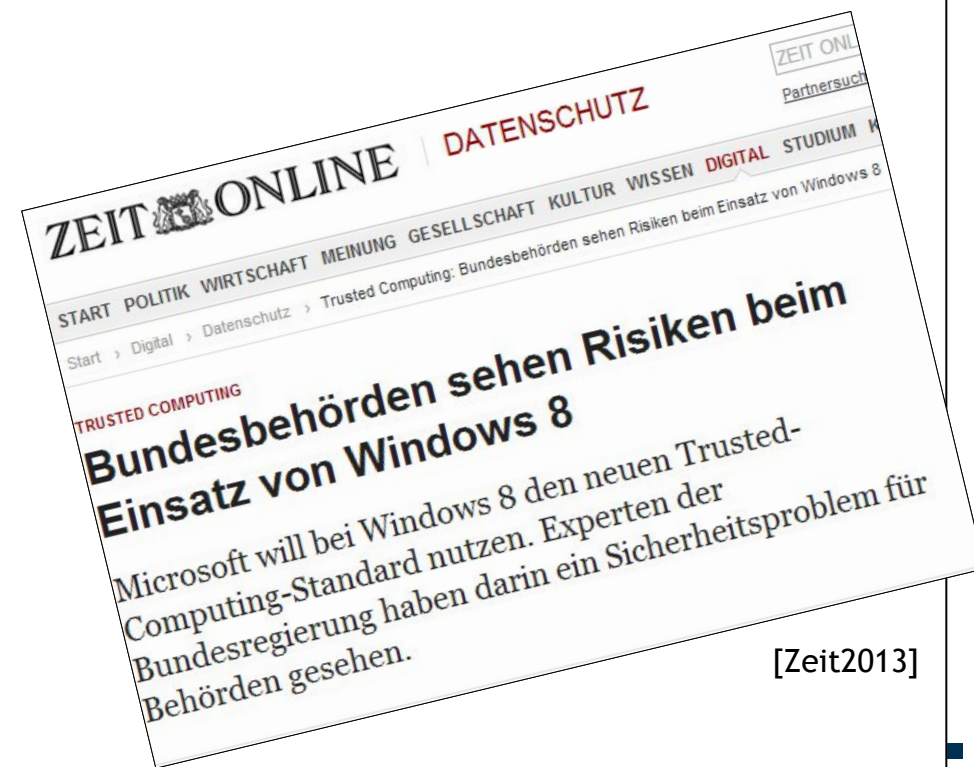 ZEIT ONLINE
DATENSCHUTZ
ZEIT ONL
Partnersuch
START POLITIK WIRTSCHAFT MEINUNG GESELLSCHAFT KULTUR WISSEN DIGITAL STUDIUM K
Start › Digital › Datenschutz › Trusted Computing: Bundesbehörden sehen Risiken beim Einsatz von Windows 8
TRUSTED COMPUTING
Bundesbehörden sehen Risiken beim
Einsatz von Windows 8
Microsoft will bei Windows 8 den neuen Trusted-
Computing-Standard nutzen. Experten der
Bundesregierung haben darin ein Sicherheitsproblem für
Behörden gesehen.
[Zeit2013]